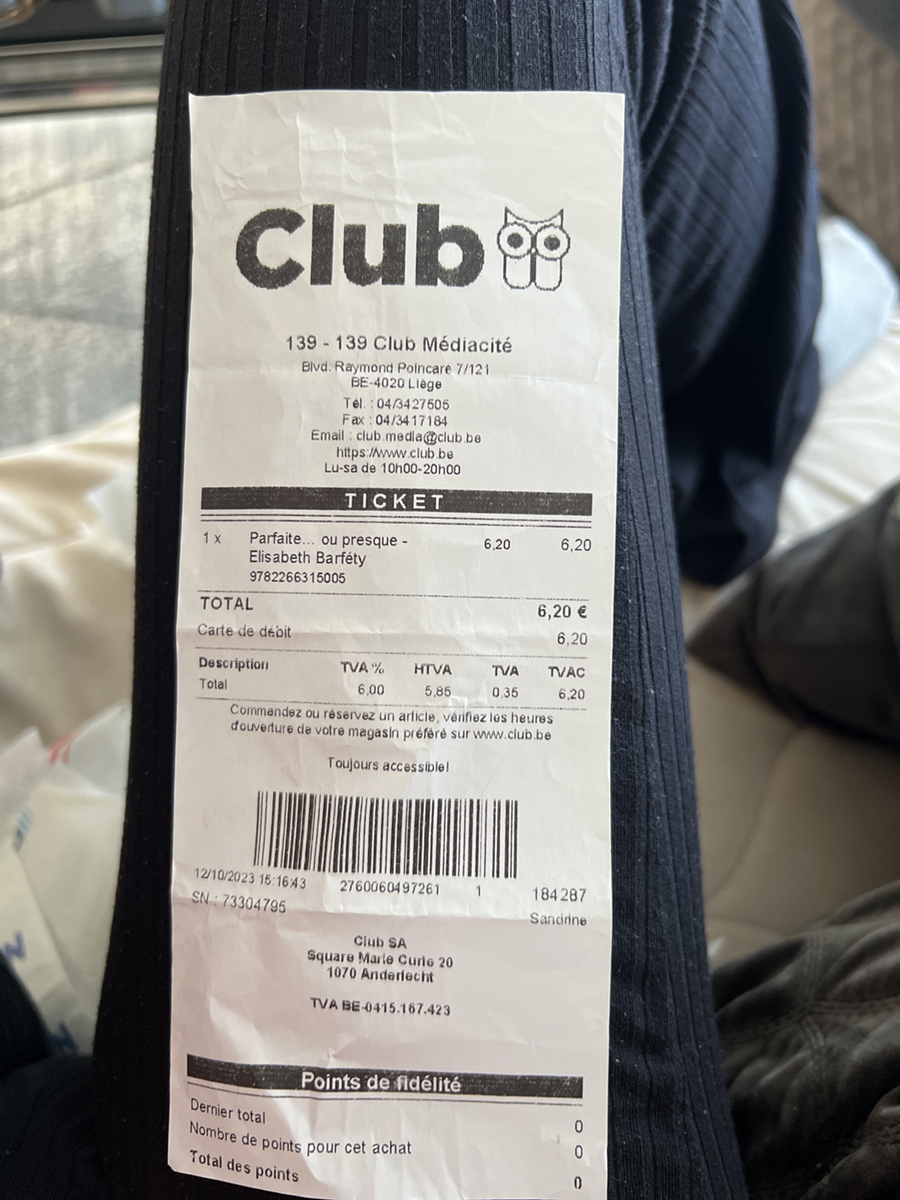 Club
139 - 139 Club Médiacité
Blvd. Raymond Poincaré 7/121
BE-4020 Liège
Tél. : 04/3427605
Fax : 04/3417184
Email : club.media@club.be
https://www.club.be
Lu-sa de 10h00-20h00
TICKET
1 x Parfaite... ou presque - 6,20 6,20
Elisabeth Barféty
9782266315005
TOTAL 6,20 €
Carte de débit 6,20
Description TVA % HTVA TVA TVAC
Total 6,00 5,85 0,35 6,20
Commandez ou réservez un article, vérifiez les heures
d'ouverture de votre magasin préféré sur www.club.be
Toujours accessible!
12/10/2023 15:16:43 2760060497261 1 184287
SN : 73304795 Sandrine
Club SA
Square Marie Curie 20
1070 Anderlecht
TVA BE-0415.167.423
Points de fidélité
Dernier total 0
Nombre de points pour cet achat 0
Total des points 0